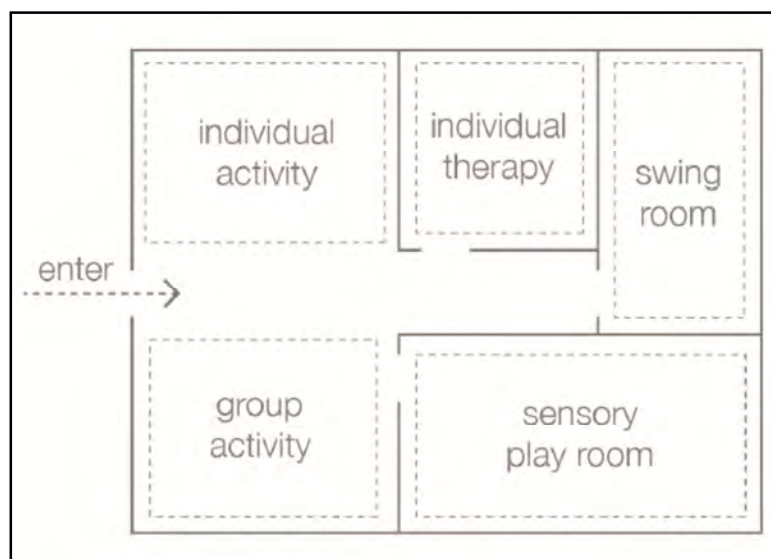 individual
activity
individual
therapy
swing
room
enter
group
activity
sensory
play room